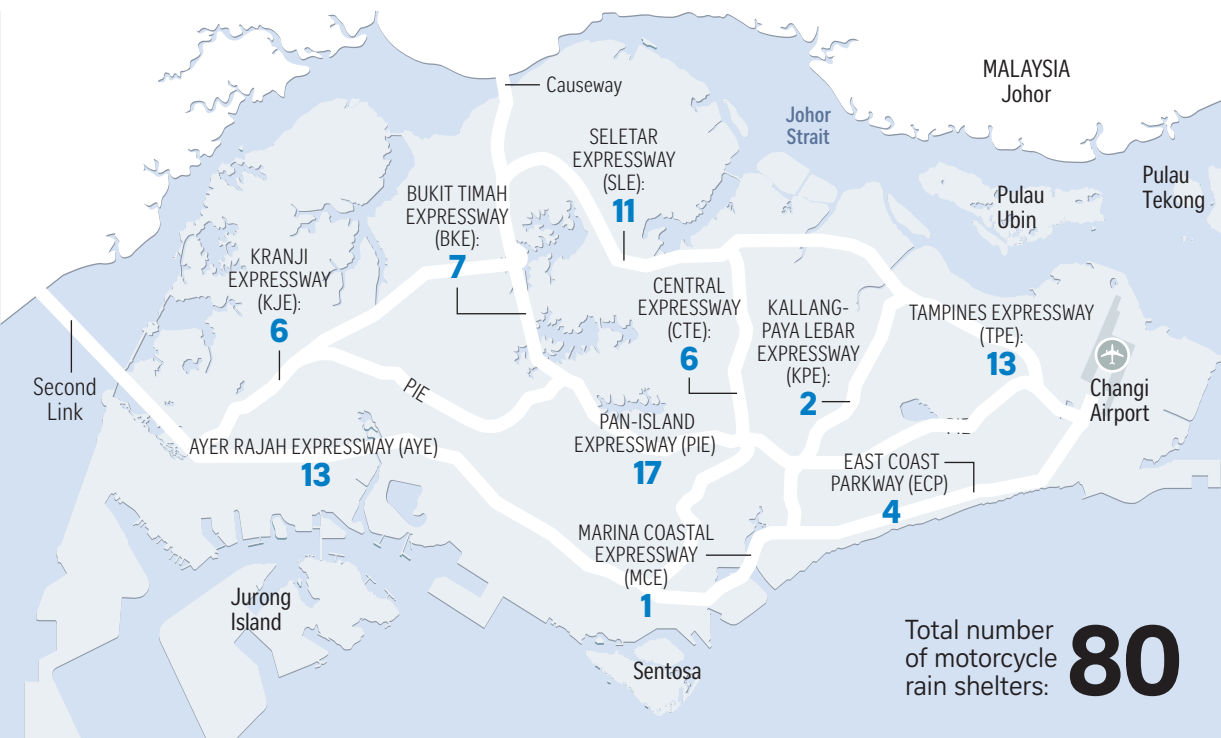 Causeway
MALAYSIA
Johor
Johor
Strait
Pulau
Tekong
Pulau
Ubin
SELETAR
EXPRESSWAY
(SLE):
11
BUKIT TIMAH
EXPRESSWAY
(BKE):
7
KRANJI
EXPRESSWAY
(KJE):
6
CENTRAL
EXPRESSWAY
(CTE):
6
KALLANG-
PAYA LEBAR
EXPRESSWAY
(KPE):
2
TAMPINES EXPRESSWAY
(TPE):
13
Changi
Airport
Second
Link
PIE
AYER RAJAH EXPRESSWAY (AYE)
13
PAN-ISLAND
EXPRESSWAY (PIE)
17
PIE
EAST COAST
PARKWAY (ECP)
4
MARINA COASTAL
EXPRESSWAY
(MCE)
1
Jurong
Island
Sentosa
Total number
of motorcycle
rain shelters:
80